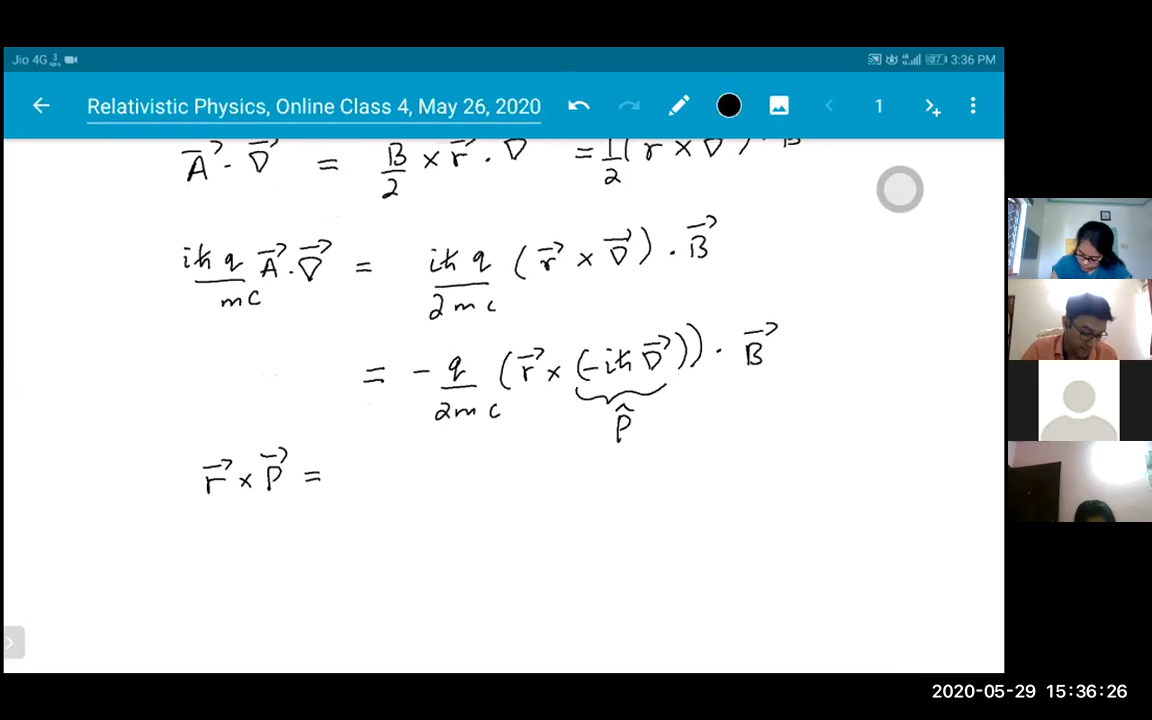 Jio 4G 3:36 PM
Relativistic Physics, Online Class 4, May 26, 2020 1
A⃗ · ∇⃗ = B/2 × r⃗ · ∇ = 1/2 ( r × ∇ ) · B
iħq/mc A⃗ · ∇⃗ = iħq/2mc ( r⃗ × ∇⃗ ) · B⃗
= - q/2mc ( r⃗ × (-iħ ∇⃗ )) ) · B⃗
p̂
r⃗ × p⃗ =
2020-05-29 15:36:26